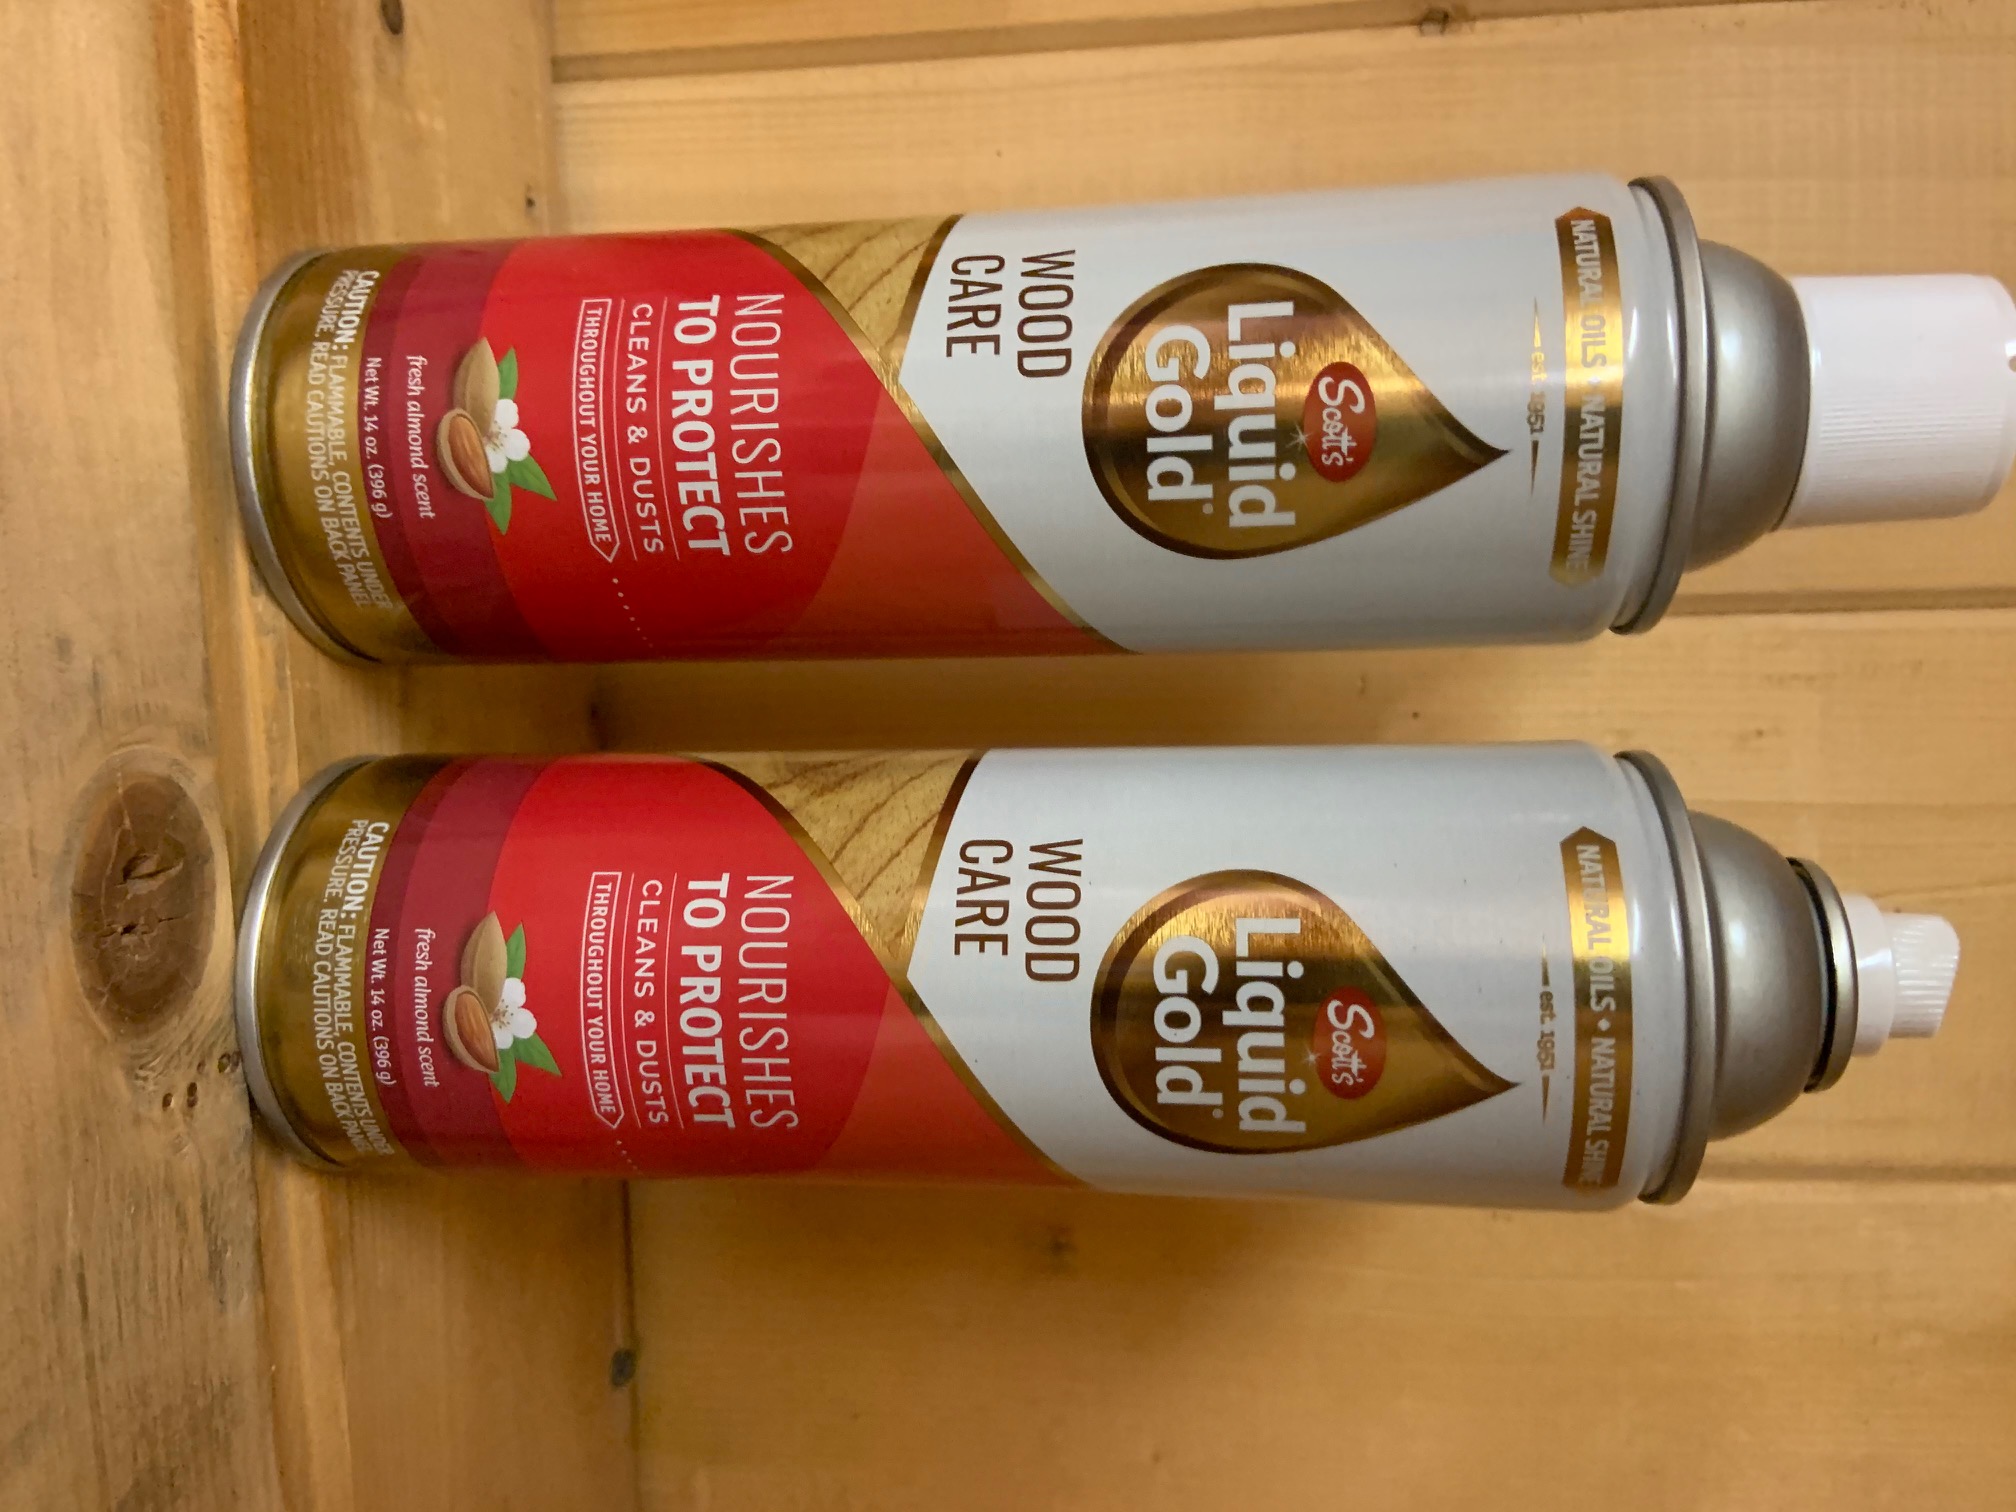 NATURAL OILS • NATURAL SHINE
est. 1951
Scott's
Liquid
Gold®
WOOD
CARE
NOURISHES
TO PROTECT
CLEANS & DUSTS
THROUGHOUT YOUR HOME
fresh almond scent
Net Wt. 14 oz. (396 g)
CAUTION: FLAMMABLE, CONTENTS UNDER
PRESSURE, READ CAUTIONS ON BACK PANEL
NATURAL OILS • NATURAL SHINE
est. 1951
Scott's
Liquid
Gold®
WOOD
CARE
NOURISHES
TO PROTECT
CLEANS & DUSTS
THROUGHOUT YOUR HOME
fresh almond scent
Net Wt. 14 oz. (396 g)
CAUTION: FLAMMABLE, CONTENTS UNDER
PRESSURE, READ CAUTIONS ON BACK PANEL